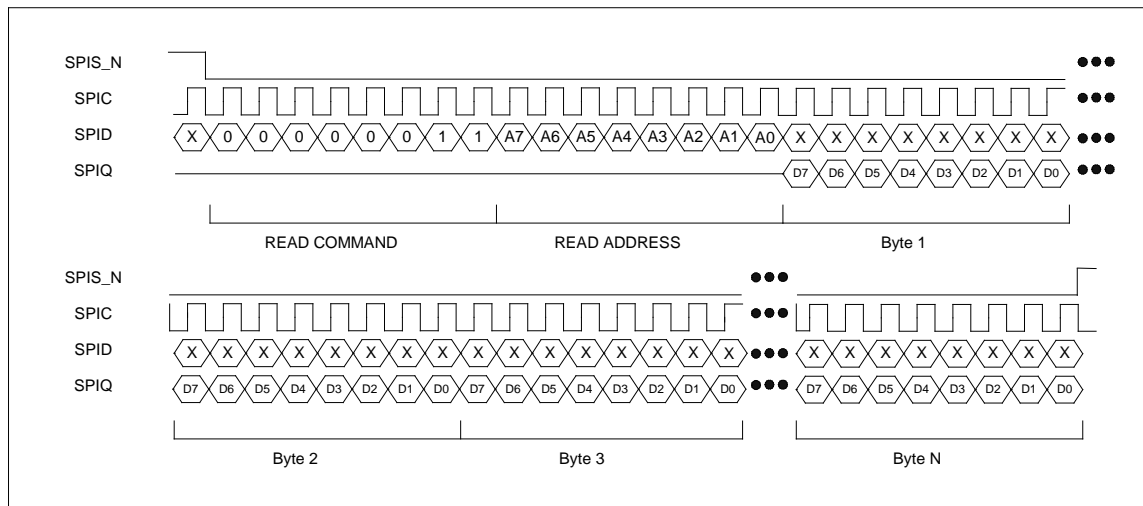 SPIS_N •••
SPIC •••
SPID X 0 0 0 0 0 0 1 1 A7 A6 A5 A4 A3 A2 A1 A0 X X X X X X X X •••
SPIQ D7 D6 D5 D4 D3 D2 D1 D0 •••
READ COMMAND READ ADDRESS Byte 1
SPIS_N •••
SPIC •••
SPID X X X X X X X X X X X X X X X X ••• X X X X X X X X
SPIQ D7 D6 D5 D4 D3 D2 D1 D0 D7 D6 D5 D4 D3 D2 D1 D0 ••• D7 D6 D5 D4 D3 D2 D1 D0
Byte 2 Byte 3 Byte N